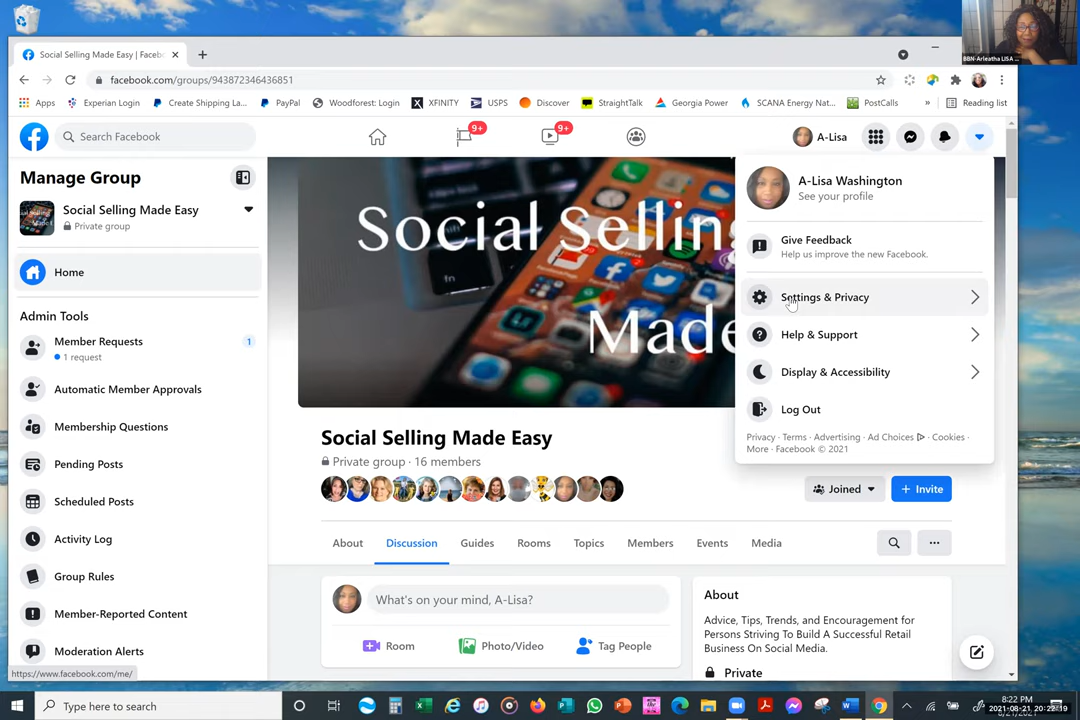 BBN-Arleatha LISA ...
Social Selling Made Easy | Faceb
facebook.com/groups/943872346436851
Apps
Experian Login
Create Shipping La...
PayPal
Woodforest: Login
XFINITY
USPS
Discover
StraightTalk
Georgia Power
SCANA Energy Nat...
PostCalls
»
Reading list
Search Facebook
9+
9+
A-Lisa
Manage Group
Social Selling Made Easy
Private group
Home
Admin Tools
Member Requests
1
1 request
Automatic Member Approvals
Membership Questions
Pending Posts
Scheduled Posts
Activity Log
Group Rules
Member-Reported Content
Moderation Alerts
https://www.facebook.com/me/
Social Selling
Made
A-Lisa Washington
See your profile
Give Feedback
Help us improve the new Facebook.
Settings & Privacy
Help & Support
Display & Accessibility
Log Out
Privacy · Terms · Advertising · Ad Choices · Cookies ·
More · Facebook © 2021
Social Selling Made Easy
Private group · 16 members
Joined
+ Invite
About
Discussion
Guides
Rooms
Topics
Members
Events
Media
What's on your mind, A-Lisa?
Room
Photo/Video
Tag People
About
Advice, Tips, Trends, and Encouragement for
Persons Striving To Build A Successful Retail
Business On Social Media.
Private
Type here to search
8:22 PM
2021-08-21 20:22:19